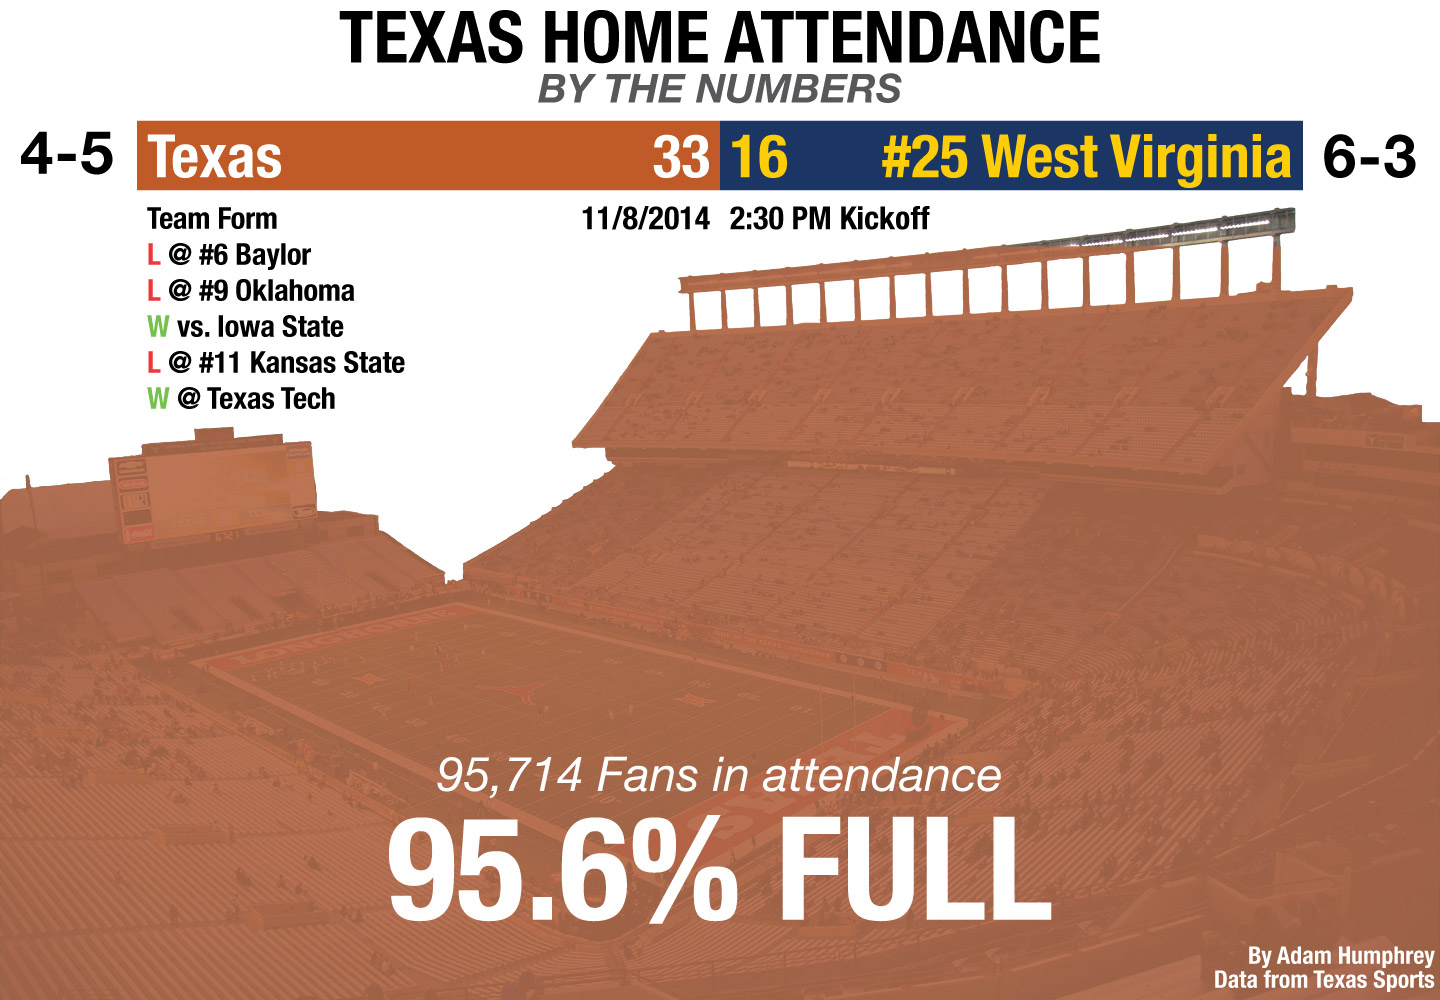 TEXAS HOME ATTENDANCE
BY THE NUMBERS
4-5 Texas 33 16 #25 West Virginia 6-3
Team Form 11/8/2014 2:30 PM Kickoff
L @ #6 Baylor
L @ #9 Oklahoma
W vs. Iowa State
L @ #11 Kansas State
W @ Texas Tech
LONGHORNS
TEXAS
95,714 Fans in attendance
95.6% FULL
By Adam Humphrey
Data from Texas Sports